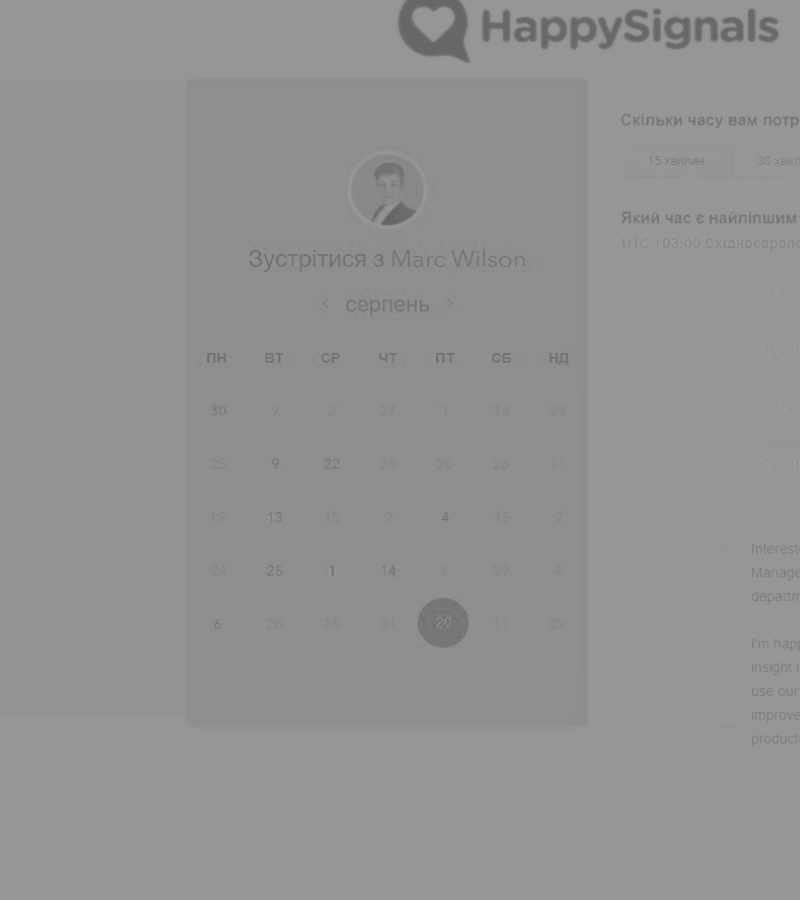 HappySignals
Зустрітися з Marc Wilson
< серпень >
ПН ВТ СР ЧТ ПТ СБ НД
30 9 2 27 1 14 29
25 9 22 30 20 26 11
19 13 15 2 4 15 2
24 25 1 14 5 29 4
6 26 18 31 20 11 29
Скільки часу вам потр
15 хвилин 30 хвил
Який час є найліпшим
UTC +03:00 Східноєвропе
Interest
Manage
departm
I'm hap
insight i
use our
improve
product